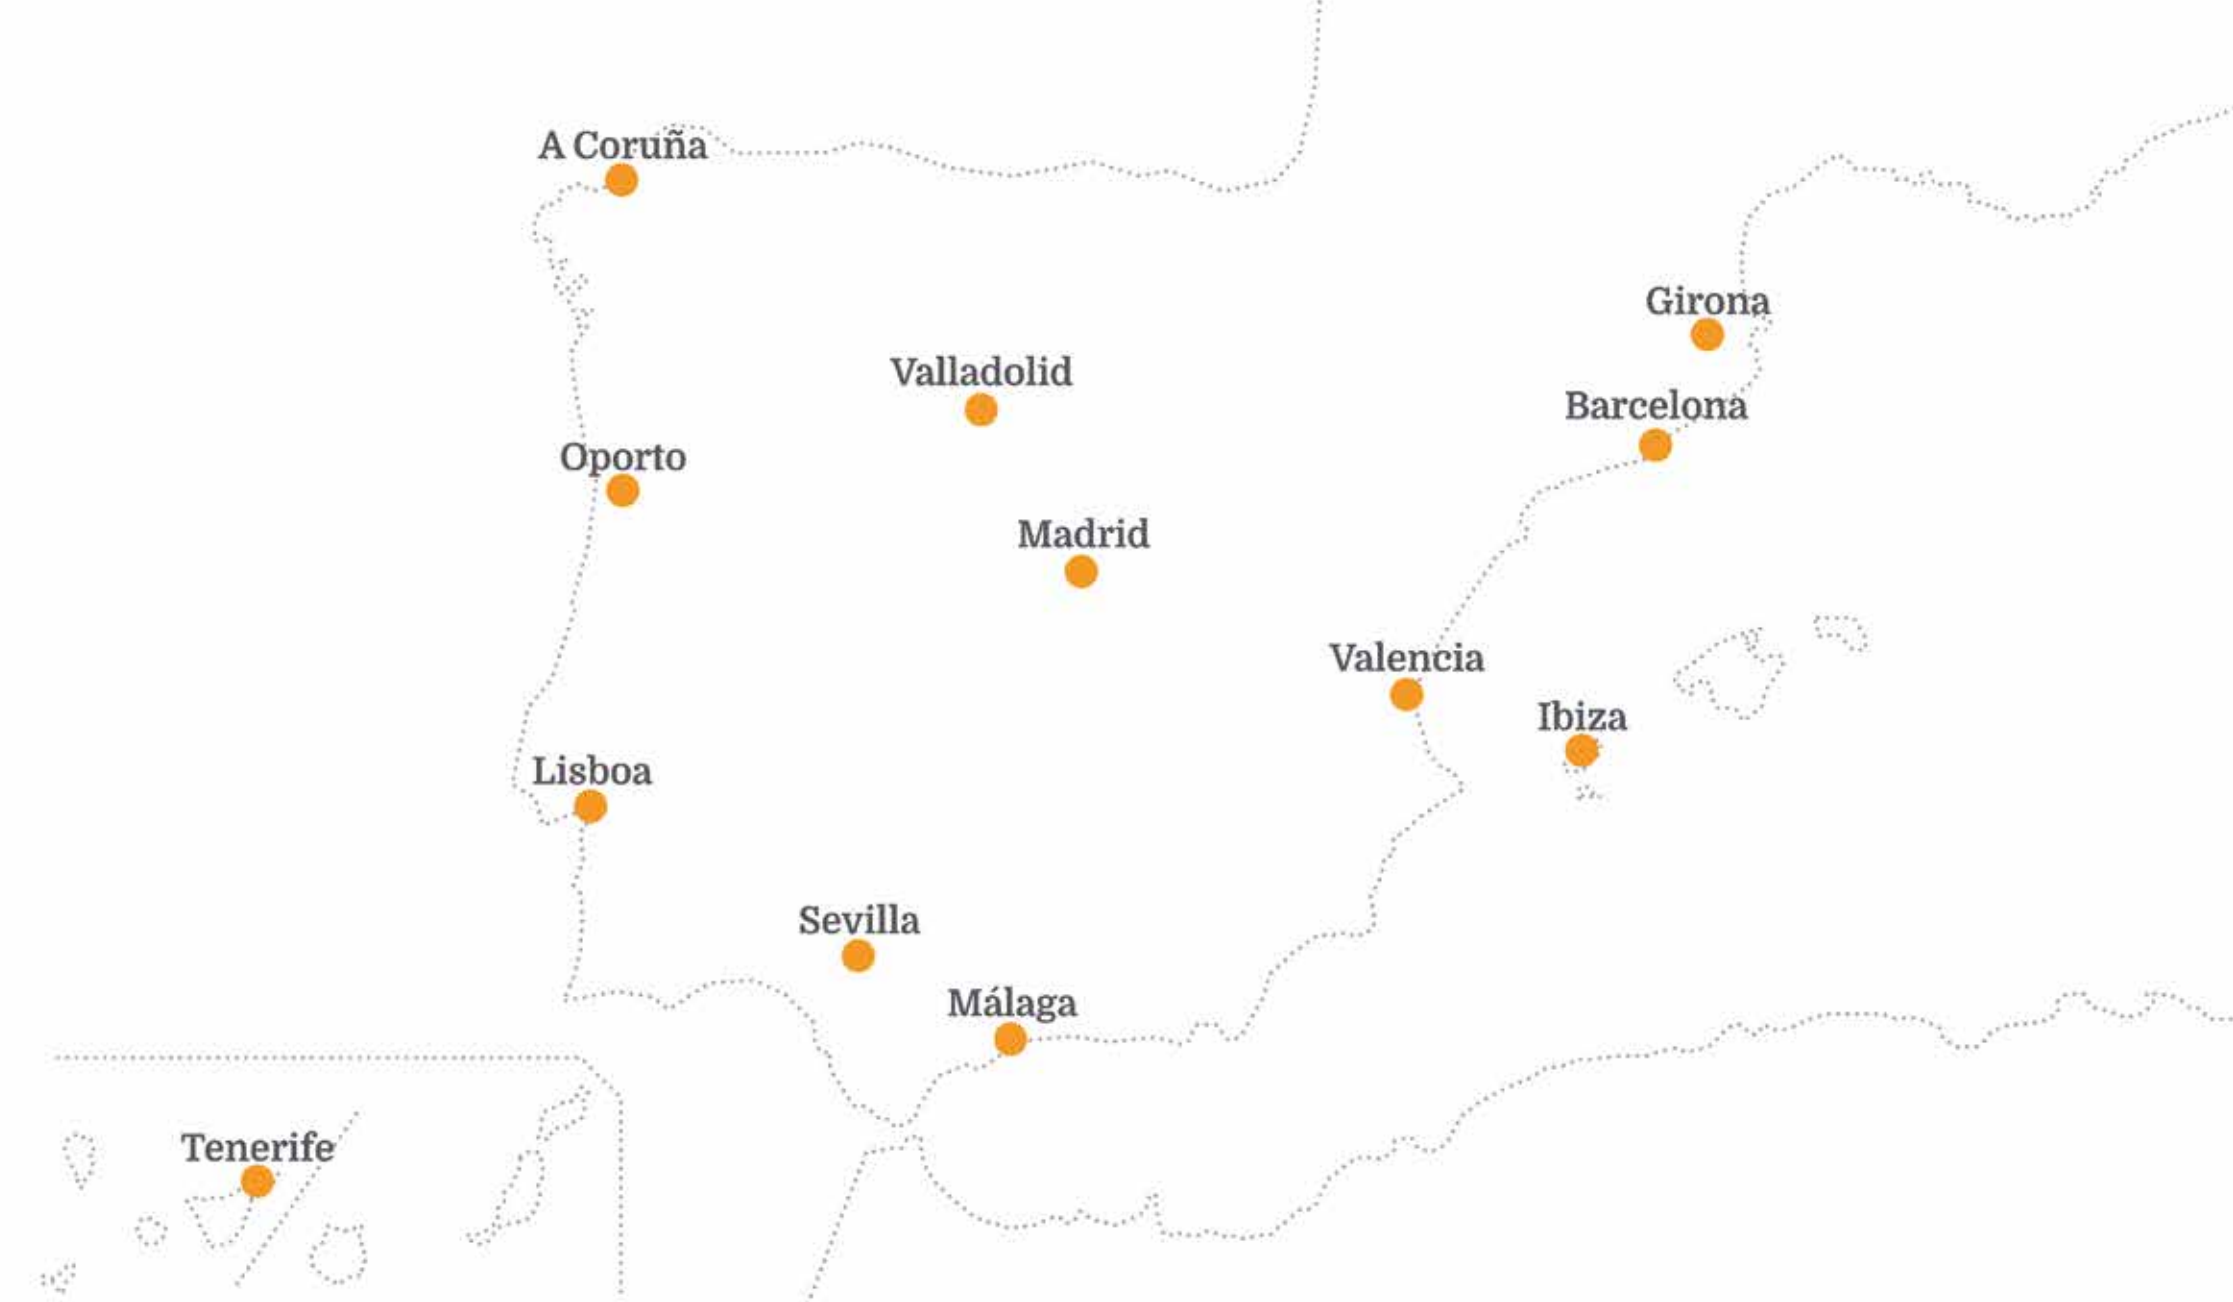 A Coruña
Girona
Valladolid
Barcelona
Oporto
Madrid
Valencia
Ibiza
Lisboa
Sevilla
Málaga
Tenerife